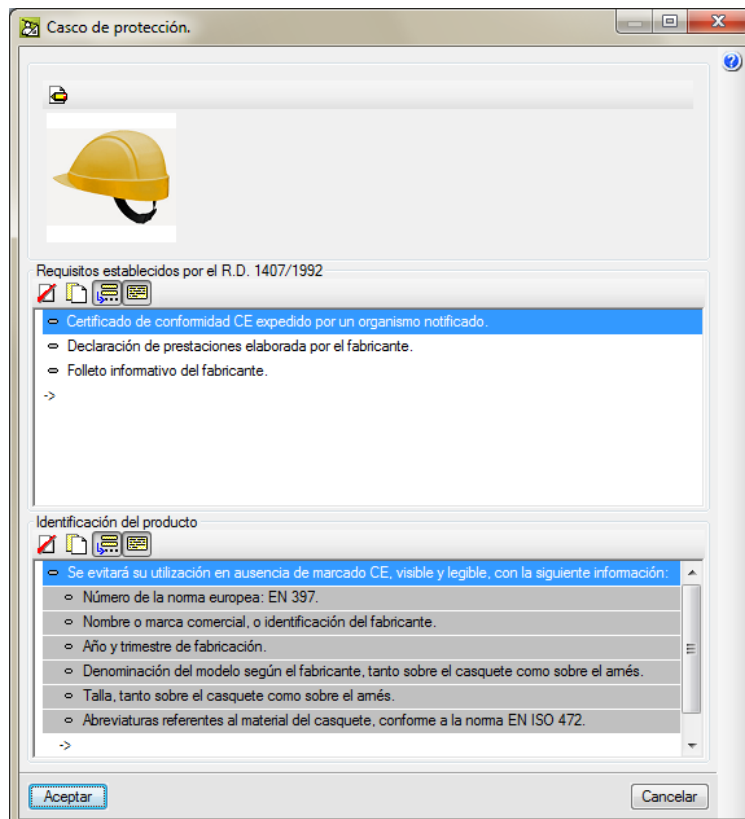 Casco de protección.
Requisitos establecidos por el R.D. 1407/1992
Certificado de conformidad CE expedido por un organismo notificado.
Declaración de prestaciones elaborada por el fabricante.
Folleto informativo del fabricante.
->
Identificación del producto
Se evitará su utilización en ausencia de marcado CE, visible y legible, con la siguiente información:
Número de la norma europea: EN 397.
Nombre o marca comercial, o identificación del fabricante.
Año y trimestre de fabricación.
Denominación del modelo según el fabricante, tanto sobre el casquete como sobre el arnés.
Talla, tanto sobre el casquete como sobre el arnés.
Abreviaturas referentes al material del casquete, conforme a la norma EN ISO 472.
->
Aceptar
Cancelar